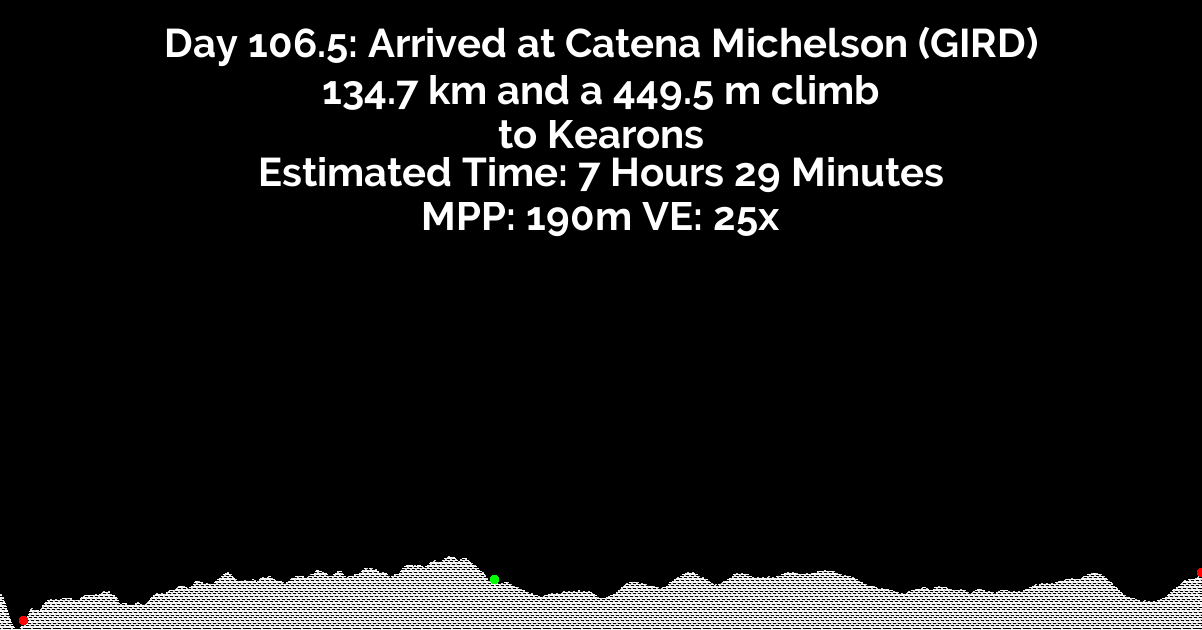 Day 106.5: Arrived at Catena Michelson (GIRD)
134.7 km and a 449.5 m climb
to Kearons
Estimated Time: 7 Hours 29 Minutes
MPP: 190m VE: 25x